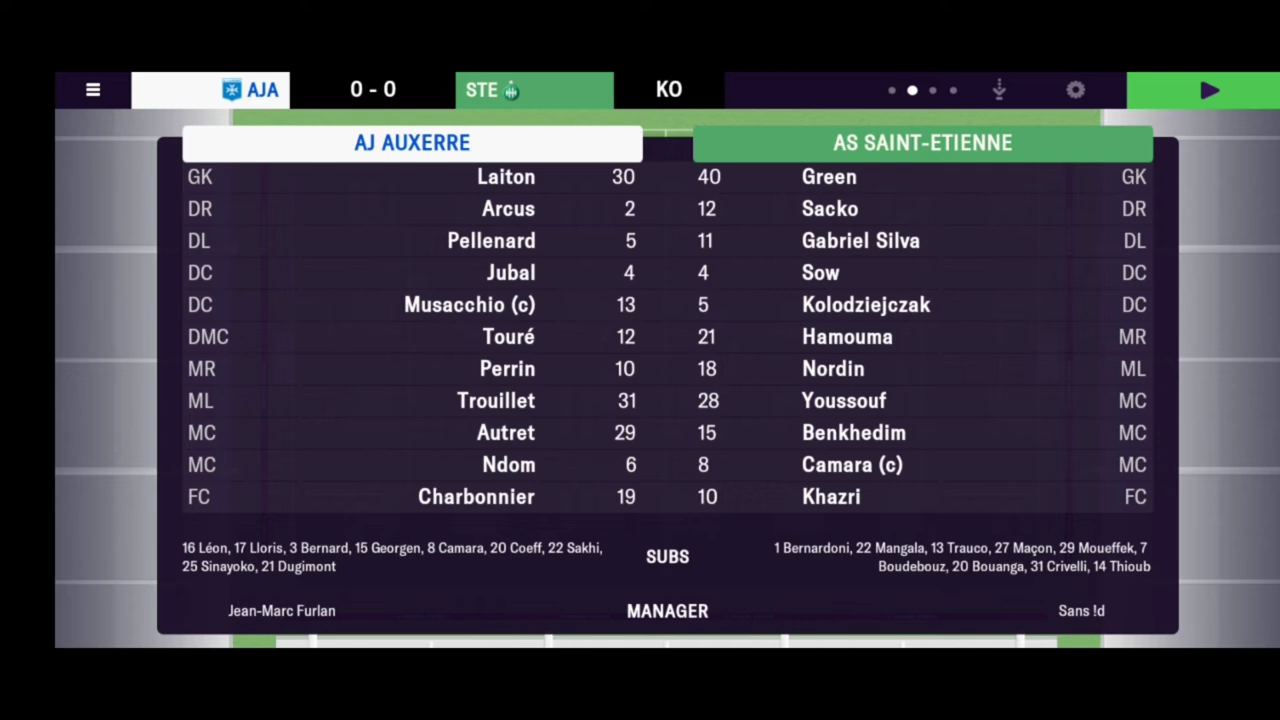 AJA 0 - 0 STE KO
AJ AUXERRE AS SAINT-ETIENNE
GK Laiton 30 40 Green GK
DR Arcus 2 12 Sacko DR
DL Pellenard 5 11 Gabriel Silva DL
DC Jubal 4 4 Sow DC
DC Musacchio (c) 13 5 Kolodziejczak DC
DMC Touré 12 21 Hamouma MR
MR Perrin 10 18 Nordin ML
ML Trouillet 31 28 Youssouf MC
MC Autret 29 15 Benkhedim MC
MC Ndom 6 8 Camara (c) MC
FC Charbonnier 19 10 Khazri FC
16 Léon, 17 Lloris, 3 Bernard, 15 Georgen, 8 Camara, 20 Coeff, 22 Sakhi,
25 Sinayoko, 21 Dugimont
SUBS
1 Bernardoni, 22 Mangala, 13 Trauco, 27 Maçon, 29 Moueffek, 7
Boudebouz, 20 Bouanga, 31 Crivelli, 14 Thioub
Jean-Marc Furlan MANAGER Sans !d